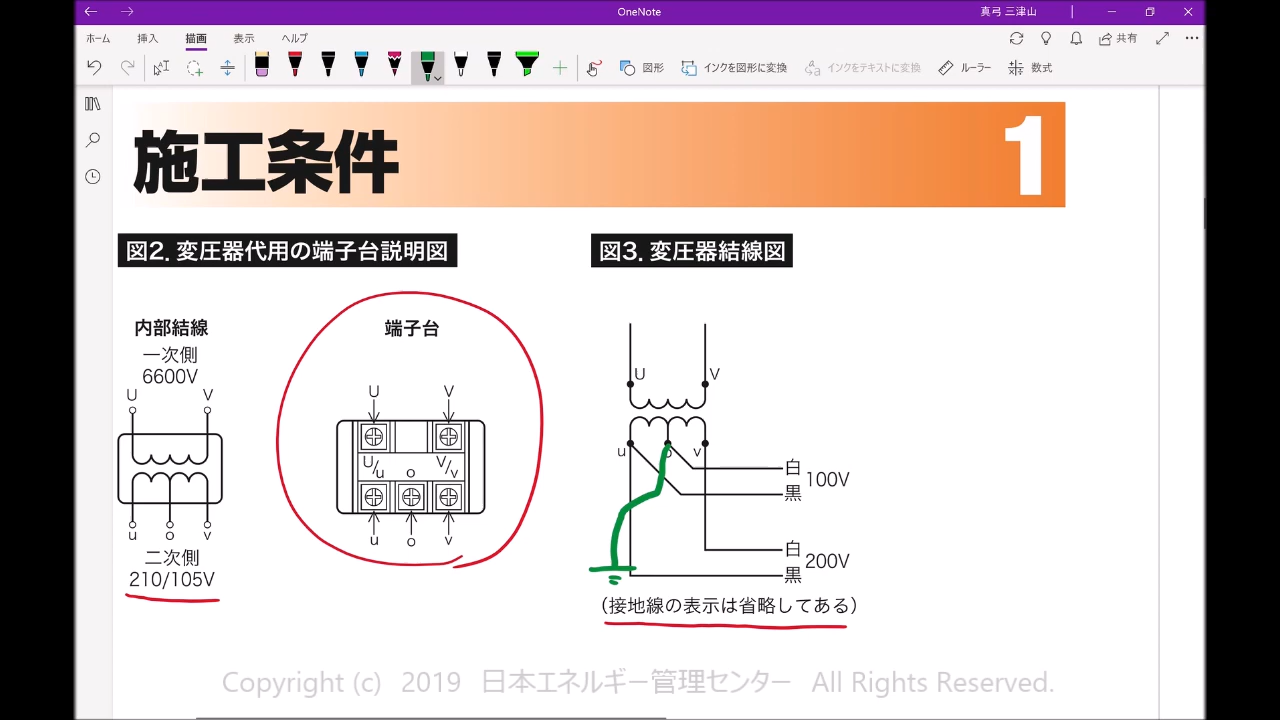 OneNote
真弓 三津山
ホーム 挿入 描画 表示 ヘルプ
共有
図形 インクを図形に変換 インクをテキストに変換 ルーラー 数式
施工条件 1
図2. 変圧器代用の端子台説明図
図3. 変圧器結線図
内部結線
一次側
6600V
U V
u o v
二次側
210/105V
端子台
U V
U/u o V/v
u o v
U V
u o v
白
黒
100V
白
黒
200V
（接地線の表示は省略してある）
Copyright (c) 2019 日本エネルギー管理センター All Rights Reserved.